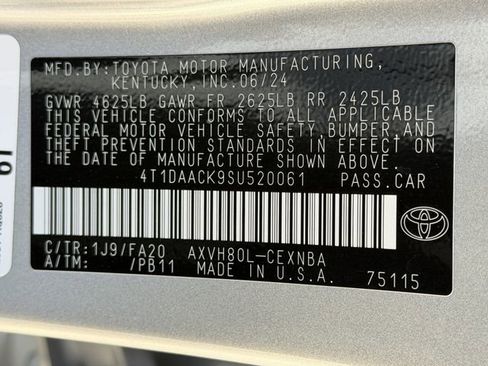 MFD.BY:TOYOTA MOTOR MANUFACTURING,
KENTUCKY, INC.06/24
GVWR 4625LB GAWR FR 2625LB RR 2425LB
THIS VEHICLE CONFORMS TO ALL APPLICABLE
FEDERAL MOTOR VEHICLE SAFETY BUMPER,AND
THEFT PREVENTION STANDARDS IN EFFECT ON
THE DATE OF MANUFACTURE SHOWN ABOVE.
4T1DAACK9SU520061 PASS.CAR
C/TR:1J9/FA20 AXVH80L-CEXNBA
A/TM: /PB11 MADE IN U.S.A. 75115
19